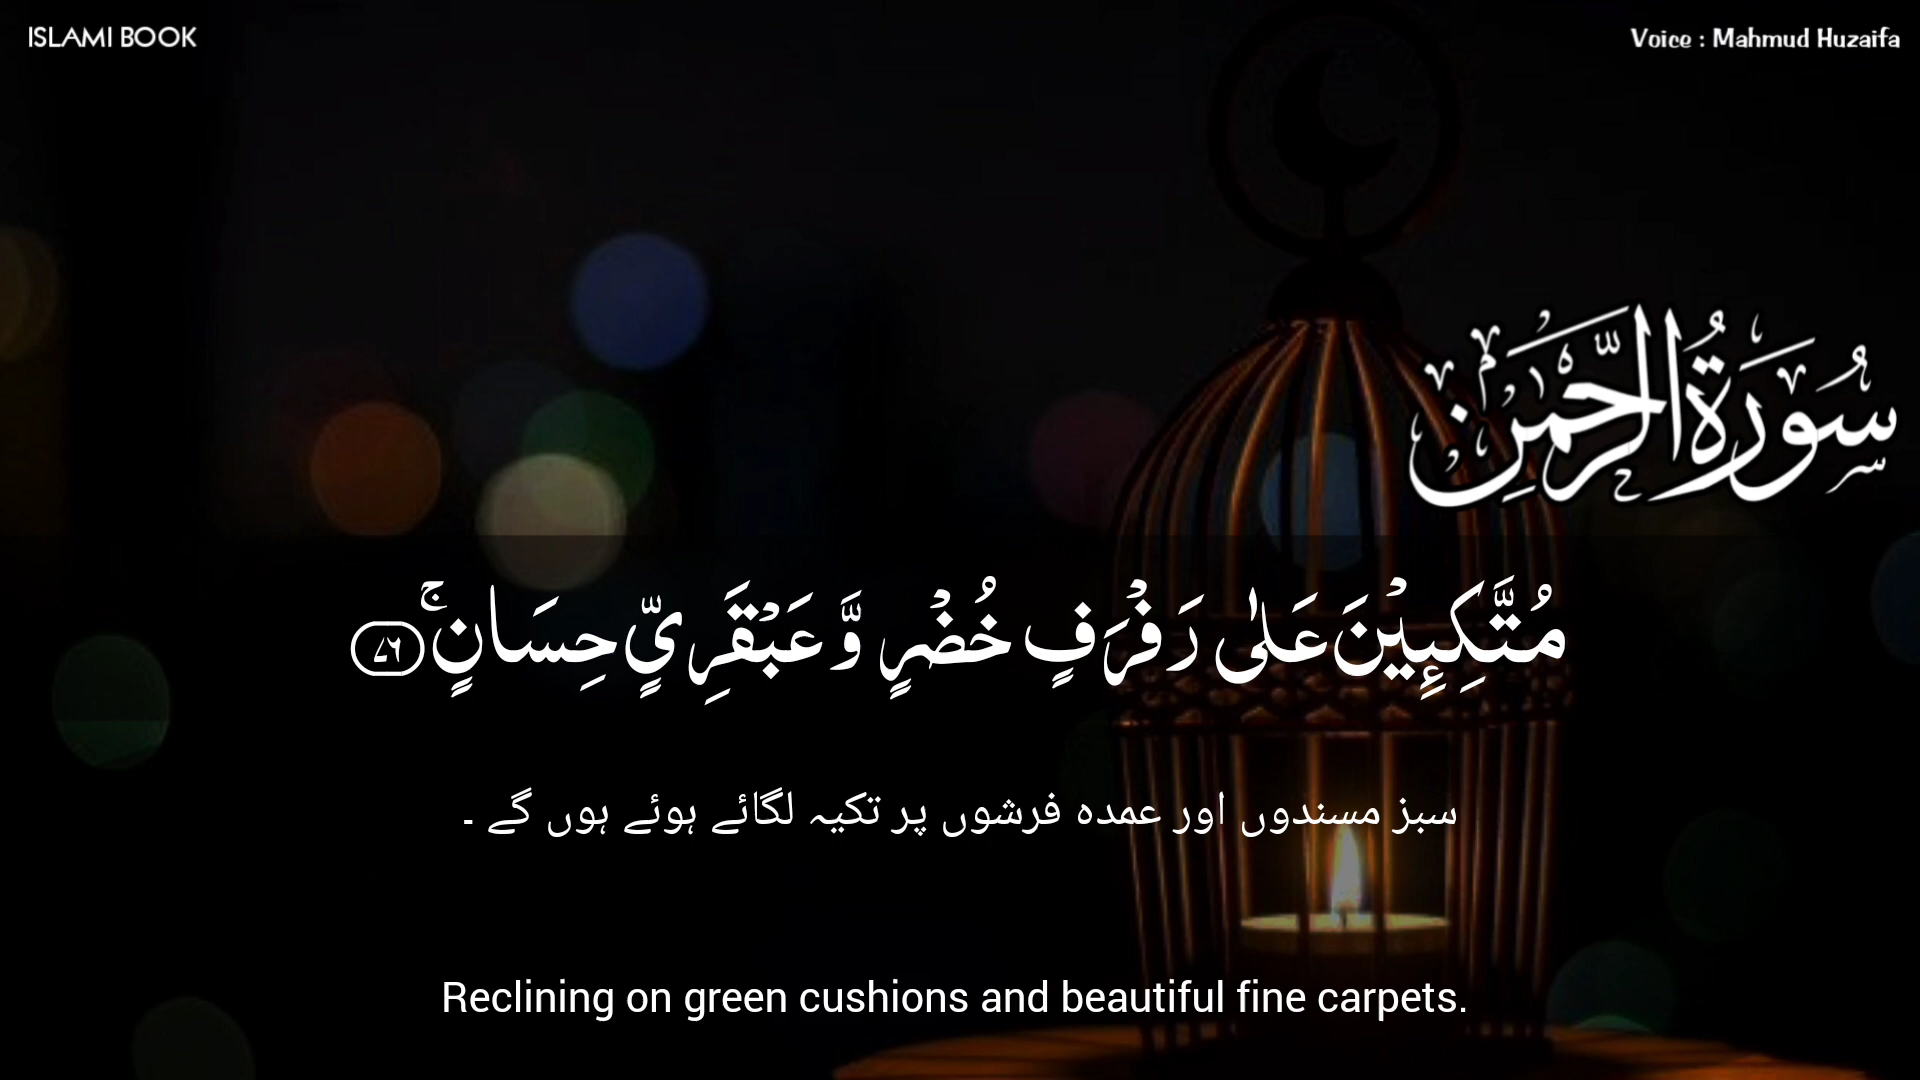 ISLAMI BOOK
Voice : Mahmud Huzaifa
سُورَةُ الرَّحْمٰن
مُتَّكِـِٕيْنَ عَلٰى رَفْرَفٍ خُضْرٍ وَّ عَبْقَرِيٍّ حِسَانٍۚ ۷۶
سبز مسندوں اور عمدہ فرشوں پر تکیہ لگائے ہوئے ہوں گے ۔
Reclining on green cushions and beautiful fine carpets.